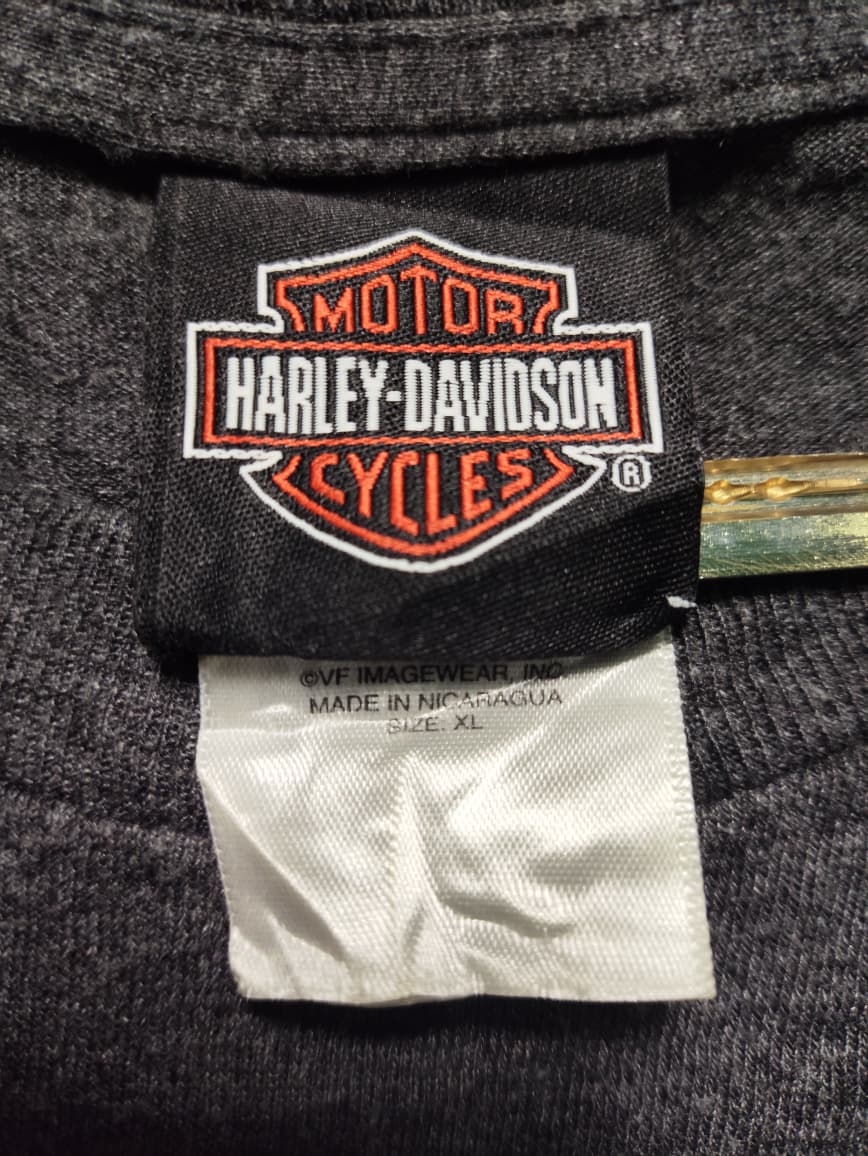 MOTOR
HARLEY-DAVIDSON
CYCLES
®
©VF IMAGEWEAR, INC
MADE IN NICARAGUA
SIZE: XL